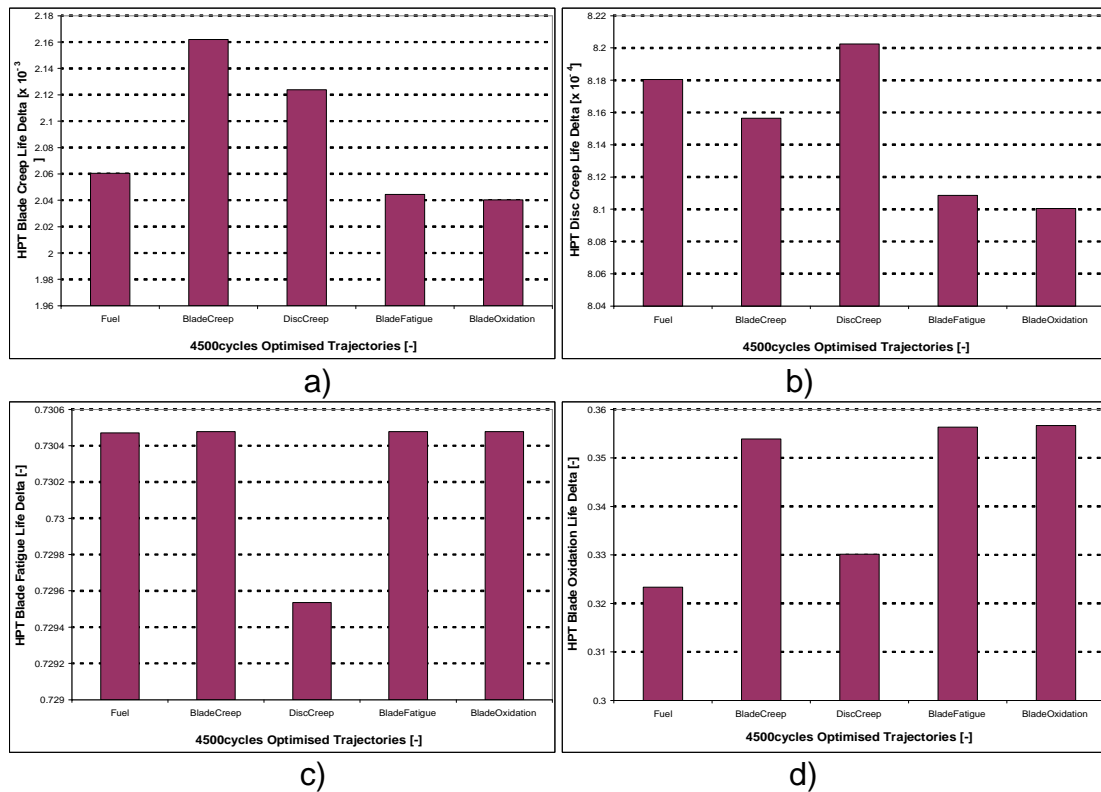 HPT Blade Creep Life Delta [x 10-3
]
2.18
2.16
2.14
2.12
2.1
2.08
2.06
2.04
2.02
2
1.98
1.96
Fuel BladeCreep DiscCreep BladeFatigue BladeOxidation
4500cycles Optimised Trajectories [-]
a)
HPT Disc Creep Life Delta [x 10-4]
8.22
8.2
8.18
8.16
8.14
8.12
8.1
8.08
8.06
8.04
Fuel BladeCreep DiscCreep BladeFatigue BladeOxidation
4500cycles Optimised Trajectories [-]
b)
HPT Blade Fatigue Life Delta [-]
0.7306
0.7304
0.7302
0.73
0.7298
0.7296
0.7294
0.7292
0.729
Fuel BladeCreep DiscCreep BladeFatigue BladeOxidation
4500cycles Optimised Trajectories [-]
c)
HPT Blade Oxidation Life Delta [-]
0.36
0.35
0.34
0.33
0.32
0.31
0.3
Fuel BladeCreep DiscCreep BladeFatigue BladeOxidation
4500cycles Optimised Trajectories [-]
d)